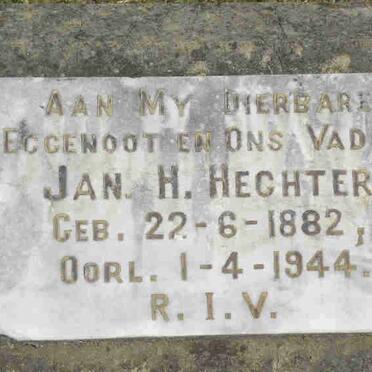 AAN MY DIERBARE
EGGENOOT EN ONS VAD
JAN. H. HECHTER
GEB. 22-6-1882,
OORL. 1-4-1944.
R. I. V.